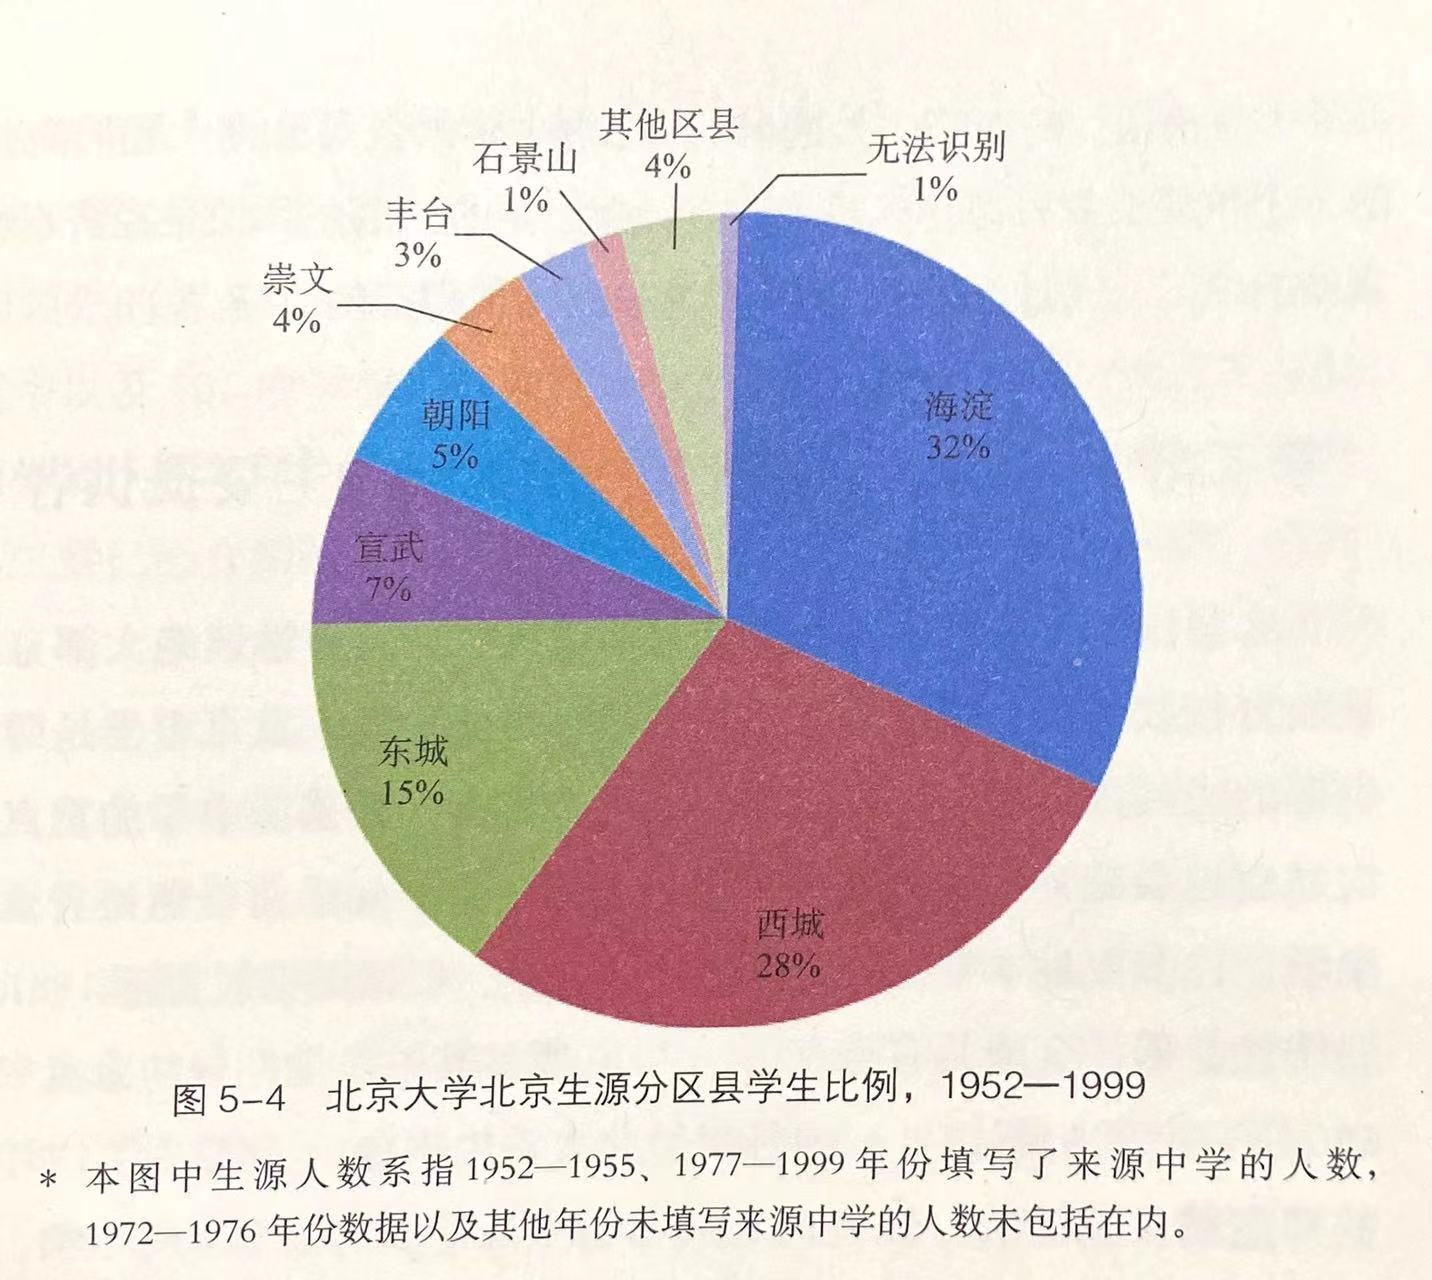 其他区县
4%
无法识别
1%
石景山
1%
丰台
3%
崇文
4%
朝阳
5%
海淀
32%
宣武
7%
东城
15%
西城
28%
图 5-4 北京大学北京生源分区县学生比例，1952—1999
* 本图中生源人数系指 1952—1955、1977—1999 年份填写了来源中学的人数，
1972—1976 年份数据以及其他年份未填写来源中学的人数未包括在内。